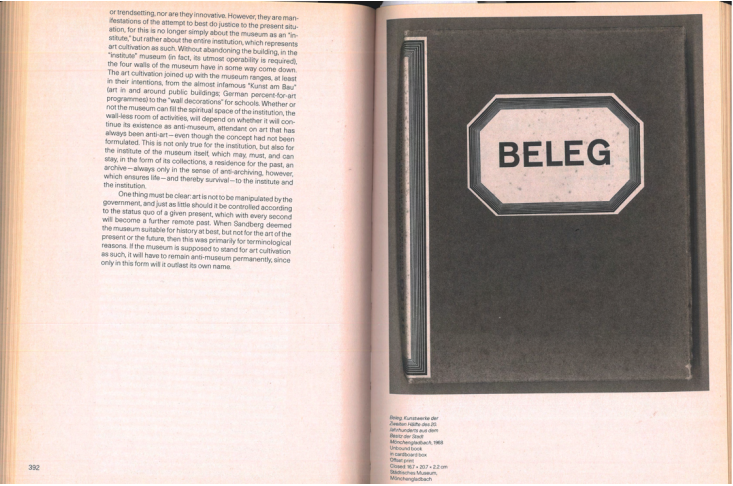 or trendsetting, nor are they innovative. However, they are man-
ifestations of the attempt to best do justice to the present situ-
ation, for this is no longer simply about the museum as an "in-
stitute," but rather about the entire institution, which represents
art cultivation as such. Without abandoning the building, in the
"institute" museum (in fact, its utmost operability is required),
the four walls of the museum have in some way come down.
The art cultivation joined up with the museum ranges, at least
in their intentions, from the almost infamous "Kunst am Bau"
(art in and around public buildings; German percent-for-art
programmes) to the "wall decorations" for schools. Whether or
not the museum can fill the spiritual space of the institution, the
wall-less room of activities, will depend on whether it will con-
tinue its existence as anti-museum, attendant on art that has
always been anti-art—even though the concept had not been
formulated. This is not only true for the institution, but also for
the institute of the museum itself, which may, must, and can
stay, in the form of its collections, a residence for the past, an
archive—always only in the sense of anti-archiving, however,
which ensures life—and thereby survival—to the institute and
the institution.
One thing must be clear: art is not to be manipulated by the
government, and just as little should it be controlled according
to the status quo of a given present, which with every second
will become a further remote past. When Sandberg deemed
the museum suitable for history at best, but not for the art of the
present or the future, then this was primarily for terminological
reasons. If the museum is supposed to stand for art cultivation
as such, it will have to remain anti-museum permanently, since
only in this form will it outlast its own name.
392
BELEG
Beleg. Kunstwerke der
Zweiten Hälfte des 20.
Jahrhunderts aus dem
Besitz der Stadt
Mönchengladbach, 1968
Unbound book
in cardboard box
Offset print
Closed: 16.7 × 20.7 × 2.2 cm
Städtisches Museum,
Mönchengladbach